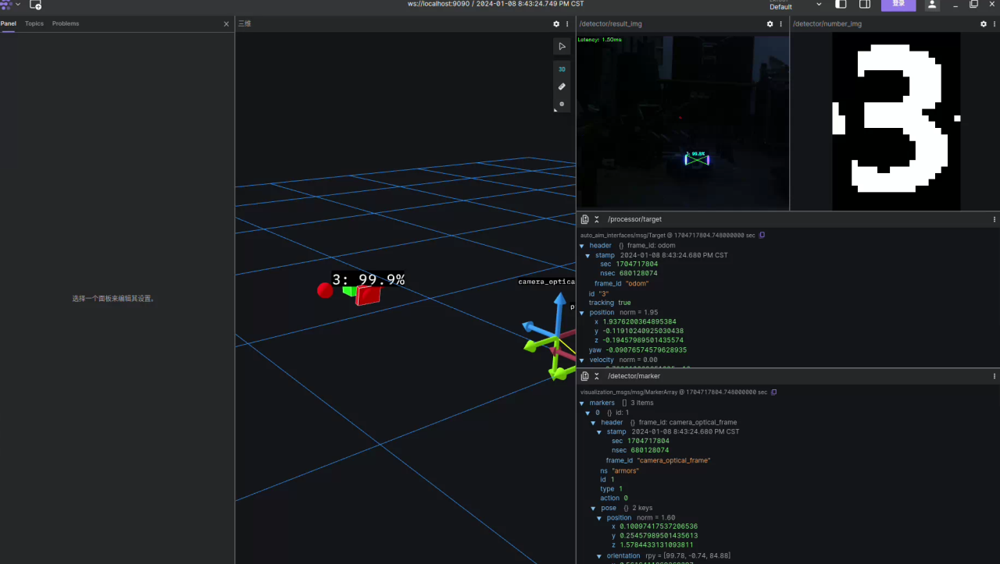 ws://localhost:9090 / 2024-01-08 8:43:24.749 PM CST
Default
登录
Panel Topics Problems
选择一个面板来编辑其设置。
三维
3D
3: 99.9%
camera_optica
/detector/result_img
Latency: 1.50ms
/detector/number_img
3
/processor/target
auto_aim_interfaces/msg/Target @ 1704717804.748000000 sec
header {} frame_id: odom
stamp 2024-01-08 8:43:24.680 PM CST
sec 1704717804
nsec 680128074
frame_id "odom"
id "3"
tracking true
position norm = 1.95
x 1.9376200364895384
y -0.11910240925030438
z -0.19457989501435574
yaw -0.09076574579628935
velocity norm = 0.00
/detector/marker
visualization_msgs/msg/MarkerArray @ 1704717804.748000000 sec
markers [] 3 items
0 {} id: 1
header {} frame_id: camera_optical_frame
stamp 2024-01-08 8:43:24.680 PM CST
sec 1704717804
nsec 680128074
frame_id "camera_optical_frame"
ns "armors"
id 1
type 1
action 0
pose {} 2 keys
position norm = 1.60
x 0.10097417537206536
y 0.25457989501435613
z 1.5784433131093811
orientation rpy = [99.78, -0.74, 84.88]